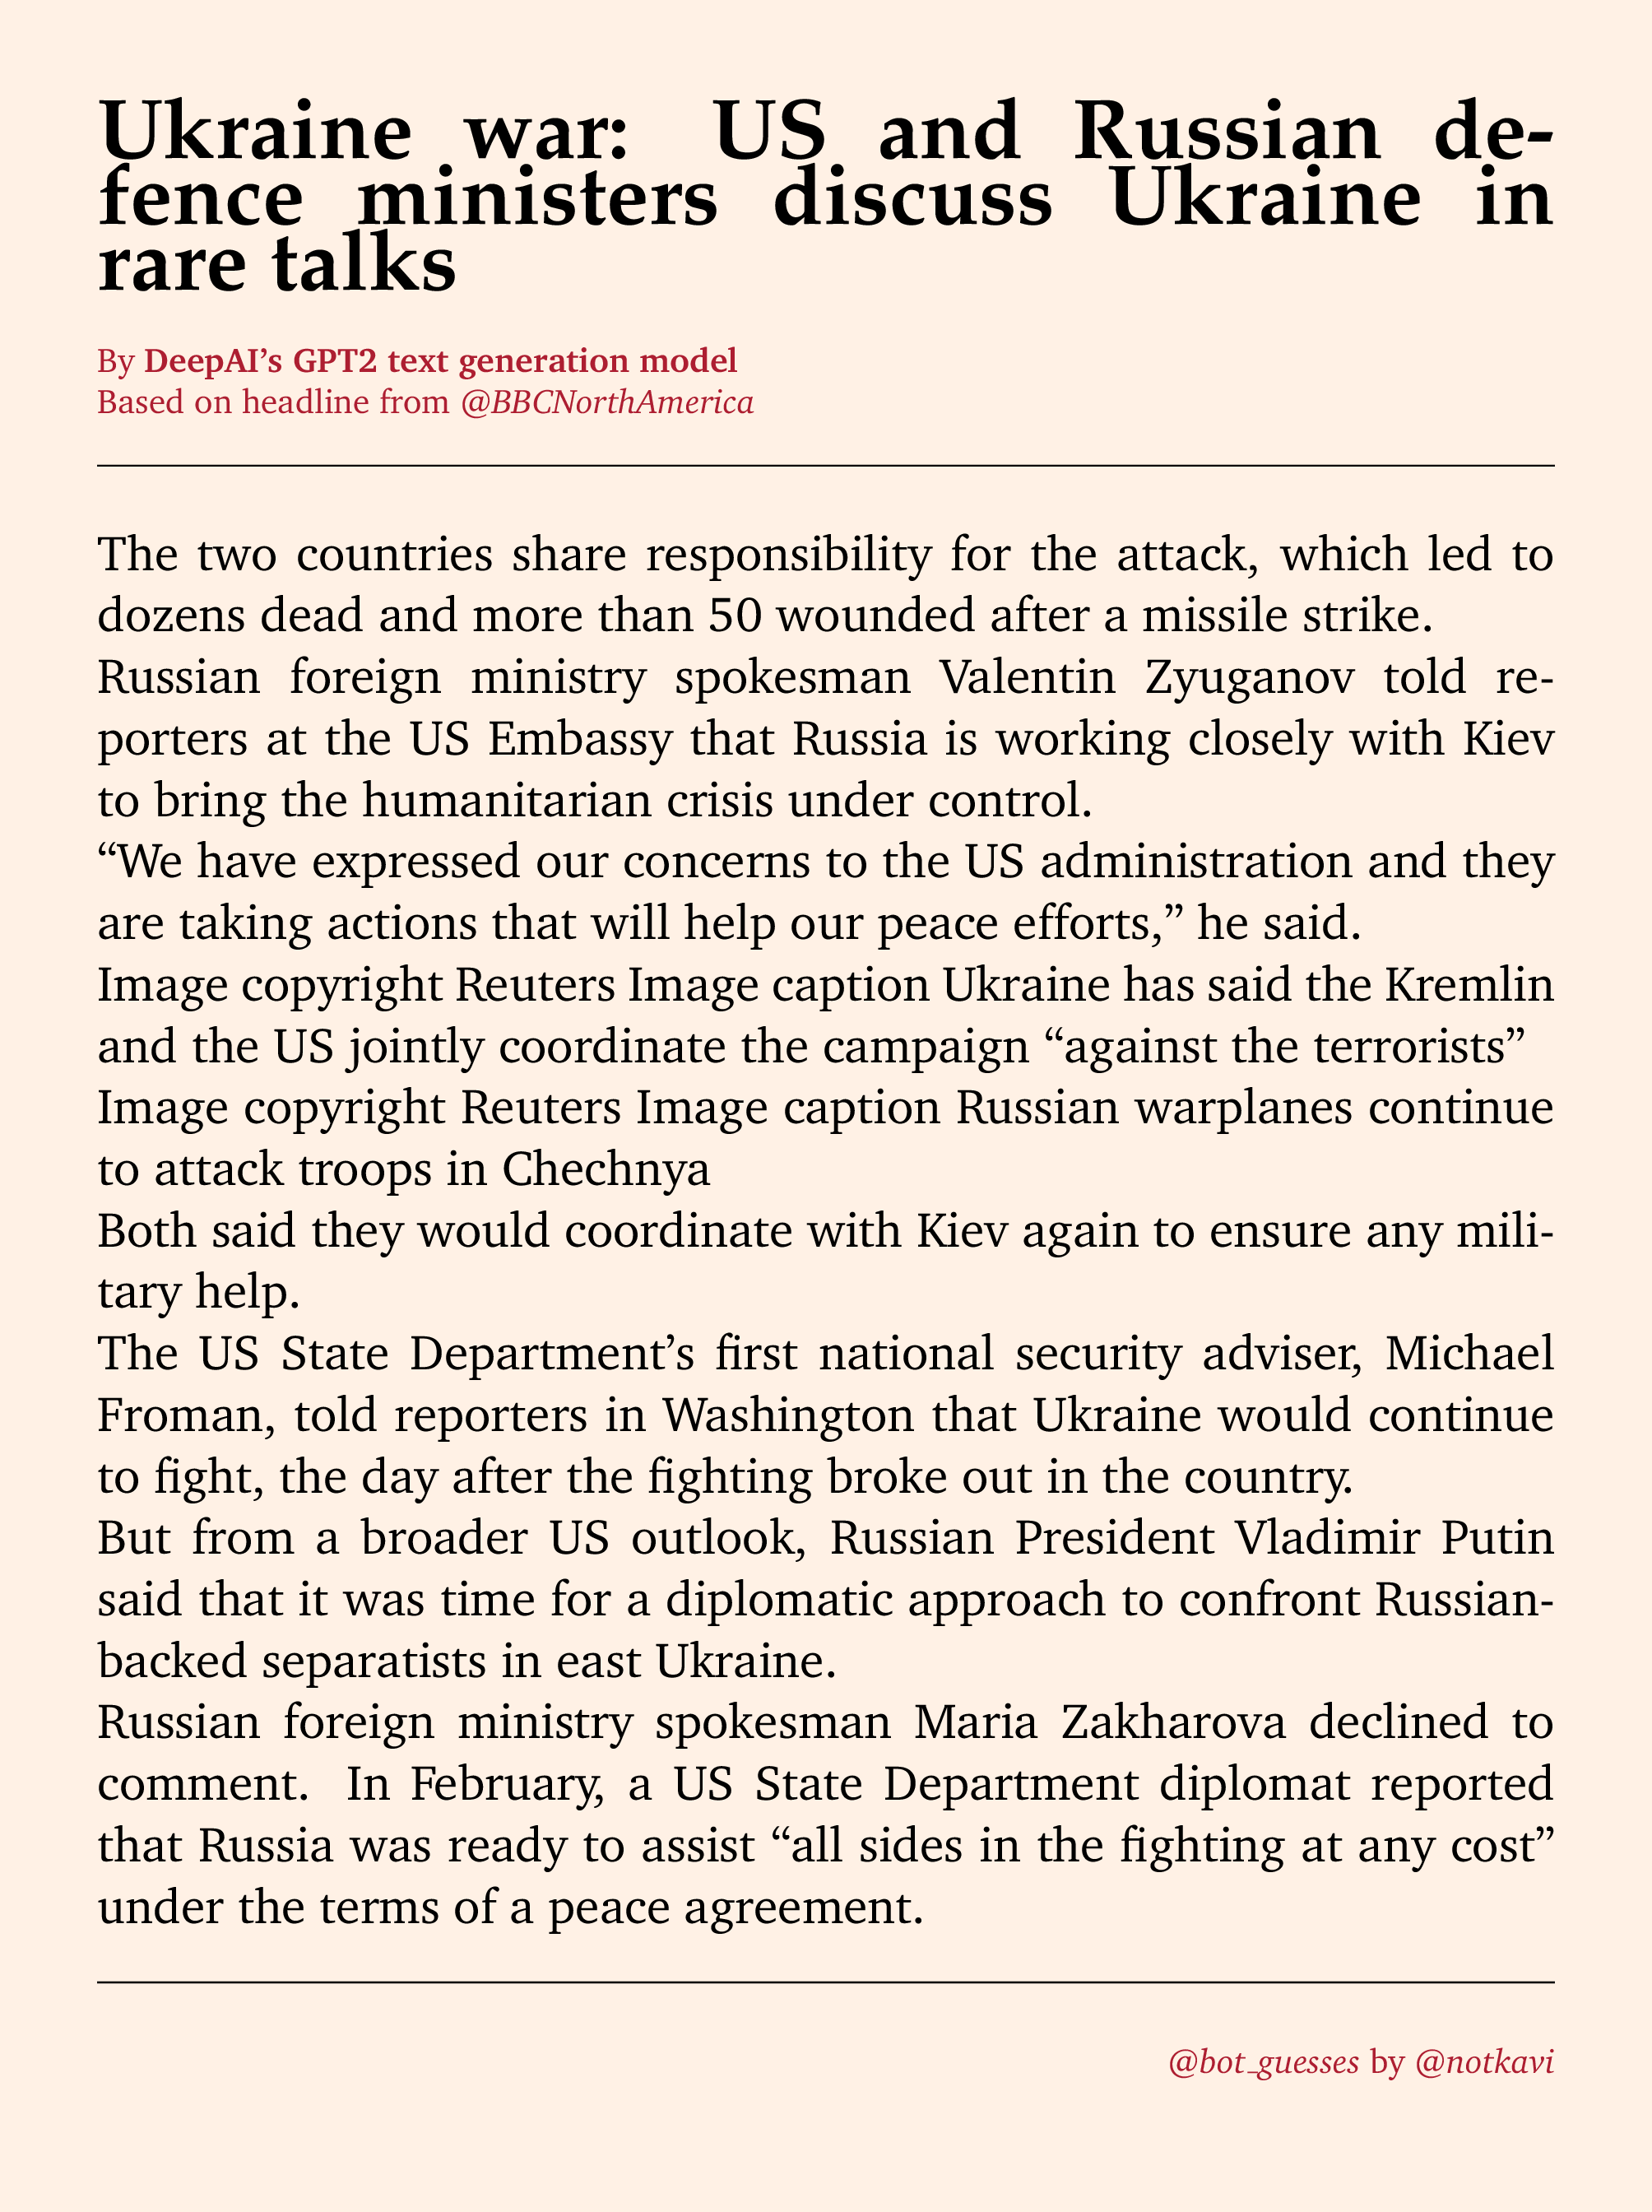 Ukraine war: US and Russian de-
fence ministers discuss Ukraine in
rare talks
By DeepAI’s GPT2 text generation model
Based on headline from @BBCNorthAmerica
The two countries share responsibility for the attack, which led to
dozens dead and more than 50 wounded after a missile strike.
Russian foreign ministry spokesman Valentin Zyuganov told re-
porters at the US Embassy that Russia is working closely with Kiev
to bring the humanitarian crisis under control.
“We have expressed our concerns to the US administration and they
are taking actions that will help our peace efforts,” he said.
Image copyright Reuters Image caption Ukraine has said the Kremlin
and the US jointly coordinate the campaign “against the terrorists”
Image copyright Reuters Image caption Russian warplanes continue
to attack troops in Chechnya
Both said they would coordinate with Kiev again to ensure any mili-
tary help.
The US State Department’s first national security adviser, Michael
Froman, told reporters in Washington that Ukraine would continue
to fight, the day after the fighting broke out in the country.
But from a broader US outlook, Russian President Vladimir Putin
said that it was time for a diplomatic approach to confront Russian-
backed separatists in east Ukraine.
Russian foreign ministry spokesman Maria Zakharova declined to
comment. In February, a US State Department diplomat reported
that Russia was ready to assist “all sides in the fighting at any cost”
under the terms of a peace agreement.
@bot_guesses by @notkavi